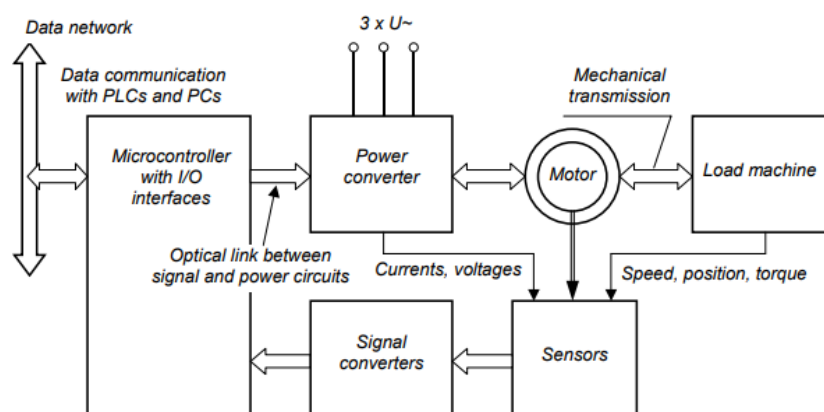 Data network
3 x U~
Data communication
with PLCs and PCs
Mechanical
transmission
Microcontroller
with I/O
interfaces
Power
converter
Motor
Load machine
Optical link between
signal and power circuits
Currents, voltages
Speed, position, torque
Signal
converters
Sensors